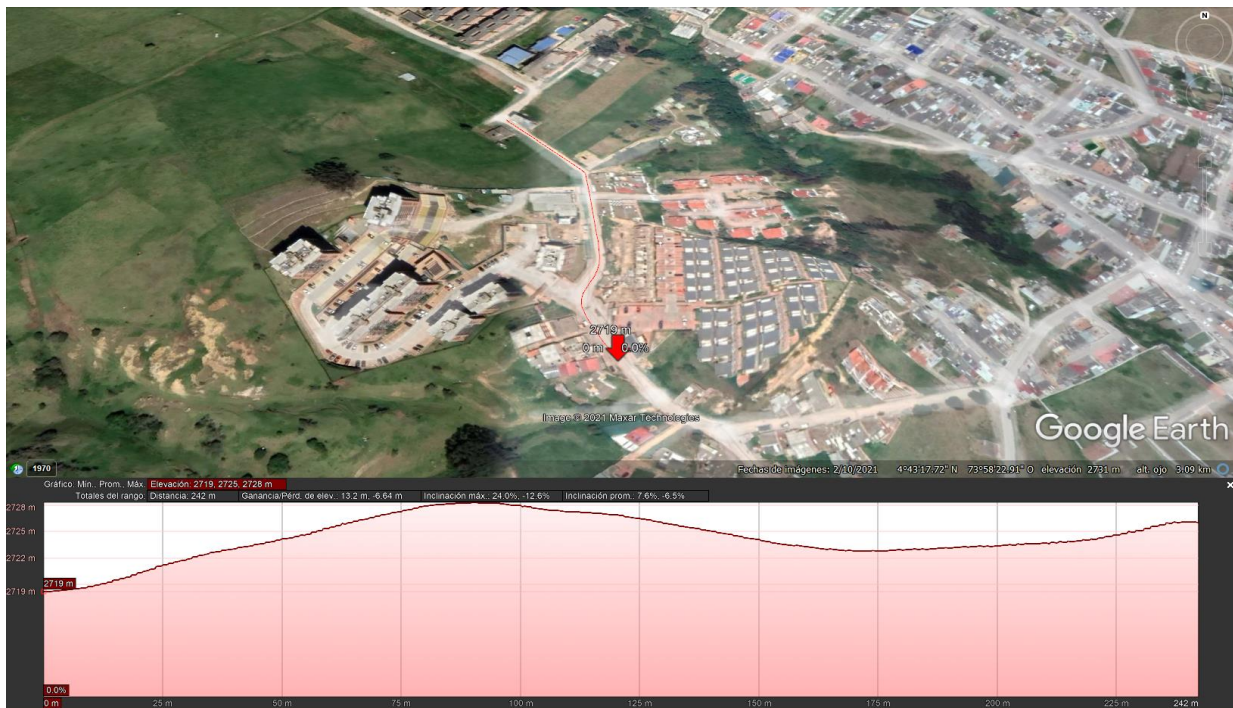 N
2719 m
0 m 0.0%
Image © 2021 Maxar Technologies
Google Earth
1970
Fechas de imágenes: 2/10/2021 4°43'17.72" N 73°58'22.91" O elevación 2731 m alt. ojo 3.09 km
Gráfico: Mín., Prom., Máx. Elevación: 2719, 2725, 2728 m
Totales del rango: Distancia: 242 m Ganancia/Pérd. de elev.: 13.2 m, -6.64 m Inclinación máx.: 24.0%, -12.6% Inclinación prom.: 7.6%, -6.5%
2728 m
2725 m
2722 m
2719 m
2719 m
0.0%
0 m 25 m 50 m 75 m 100 m 125 m 150 m 175 m 200 m 225 m 242 m